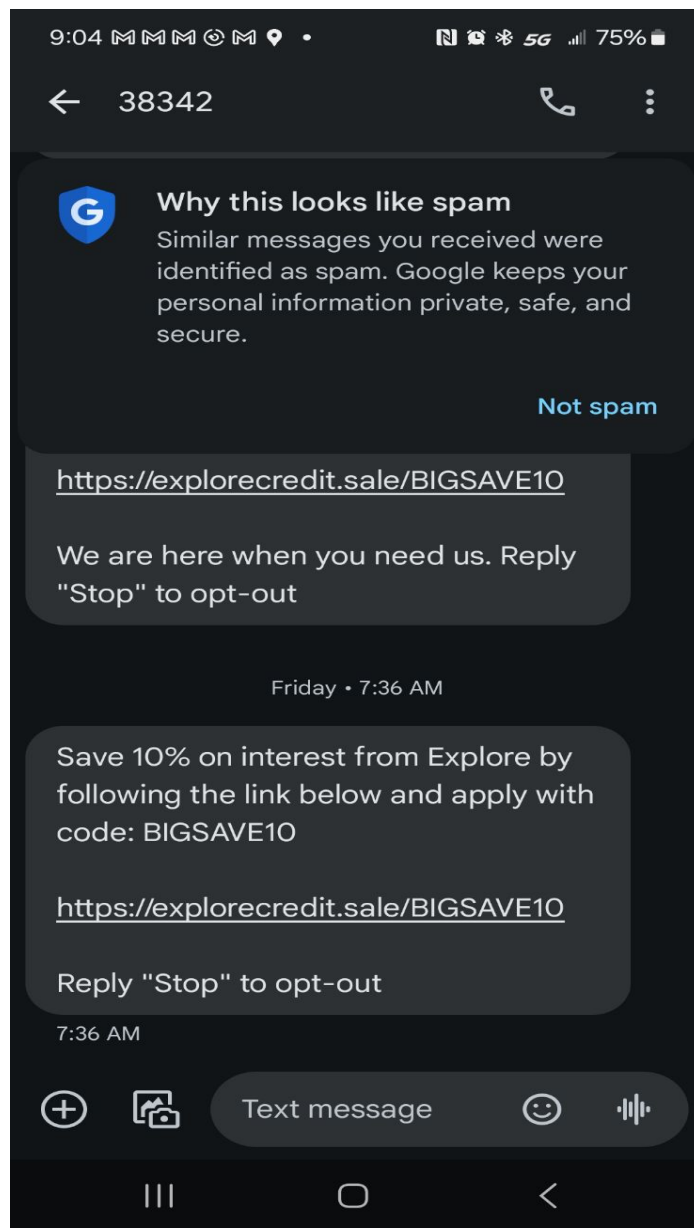 9:04 5G 75%
38342
G
Why this looks like spam
Similar messages you received were
identified as spam. Google keeps your
personal information private, safe, and
secure.
Not spam
https://explorecredit.sale/BIGSAVE10
We are here when you need us. Reply
"Stop" to opt-out
Friday • 7:36 AM
Save 10% on interest from Explore by
following the link below and apply with
code: BIGSAVE10
https://explorecredit.sale/BIGSAVE10
Reply "Stop" to opt-out
7:36 AM
Text message